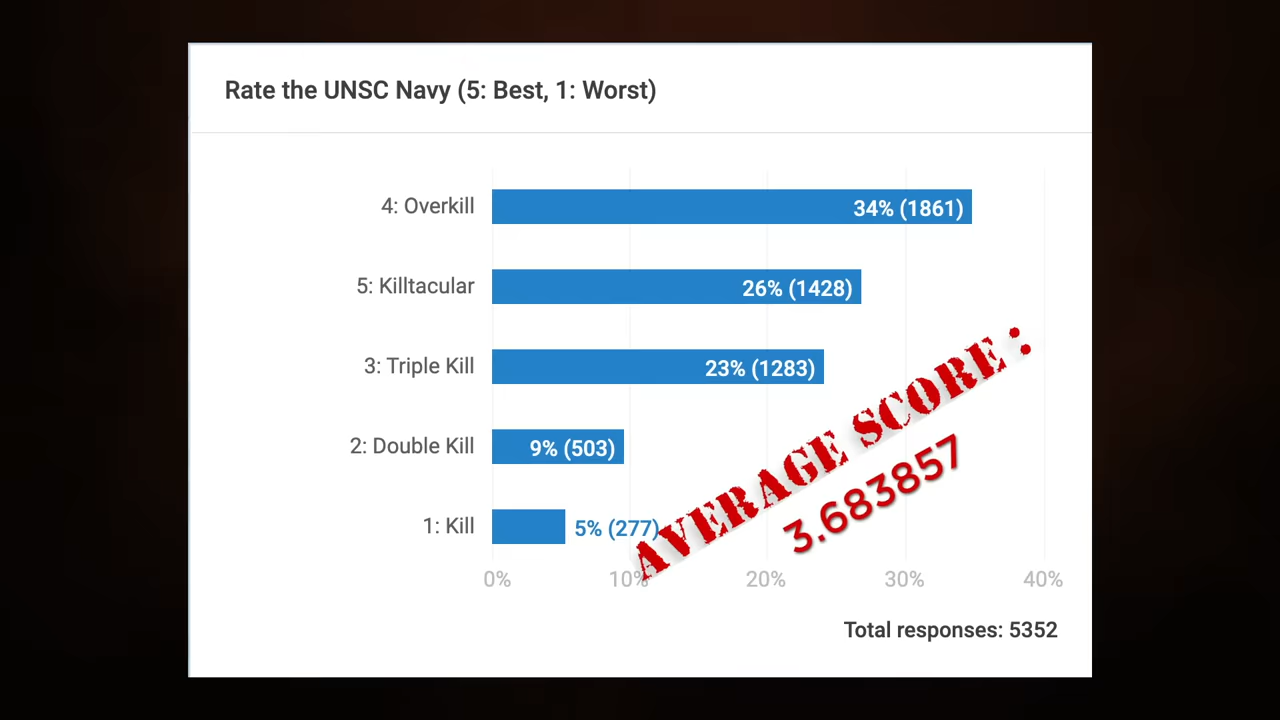 Rate the UNSC Navy (5: Best, 1: Worst)
4: Overkill 34% (1861)
5: Killtacular 26% (1428)
3: Triple Kill 23% (1283)
2: Double Kill 9% (503)
1: Kill 5% (277)
AVERAGE SCORE :
3.683857
0% 10% 20% 30% 40%
Total responses: 5352